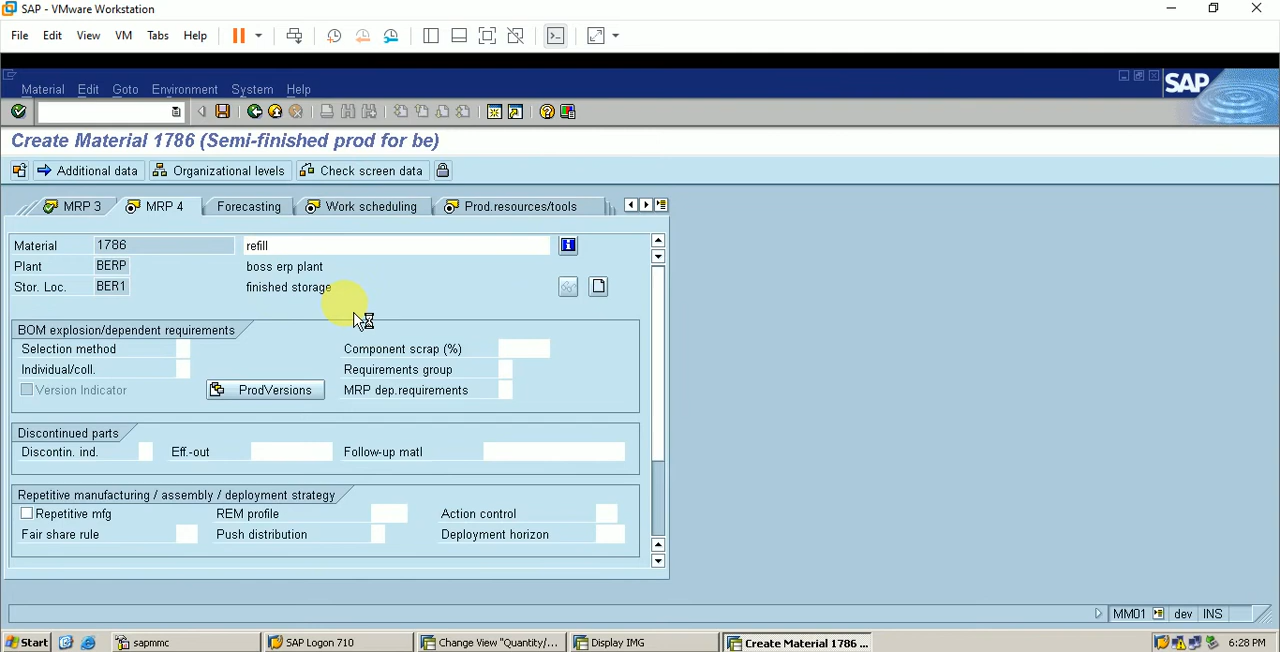 SAP - VMware Workstation
File Edit View VM Tabs Help
Material Edit Goto Environment System Help
SAP
Create Material 1786 (Semi-finished prod for be)
Additional data Organizational levels Check screen data
MRP 3 MRP 4 Forecasting Work scheduling Prod.resources/tools
Material 1786 refill
Plant BERP boss erp plant
Stor. Loc. BER1 finished storage
BOM explosion/dependent requirements
Selection method Component scrap (%)
Individual/coll. Requirements group
Version Indicator ProdVersions MRP dep.requirements
Discontinued parts
Discontin. ind. Eff.-out Follow-up matl
Repetitive manufacturing / assembly / deployment strategy
Repetitive mfg REM profile Action control
Fair share rule Push distribution Deployment horizon
MM01 dev INS
Start sapmmc SAP Logon 710 Change View "Quantity/... Display IMG Create Material 1786 ... 6:28 PM